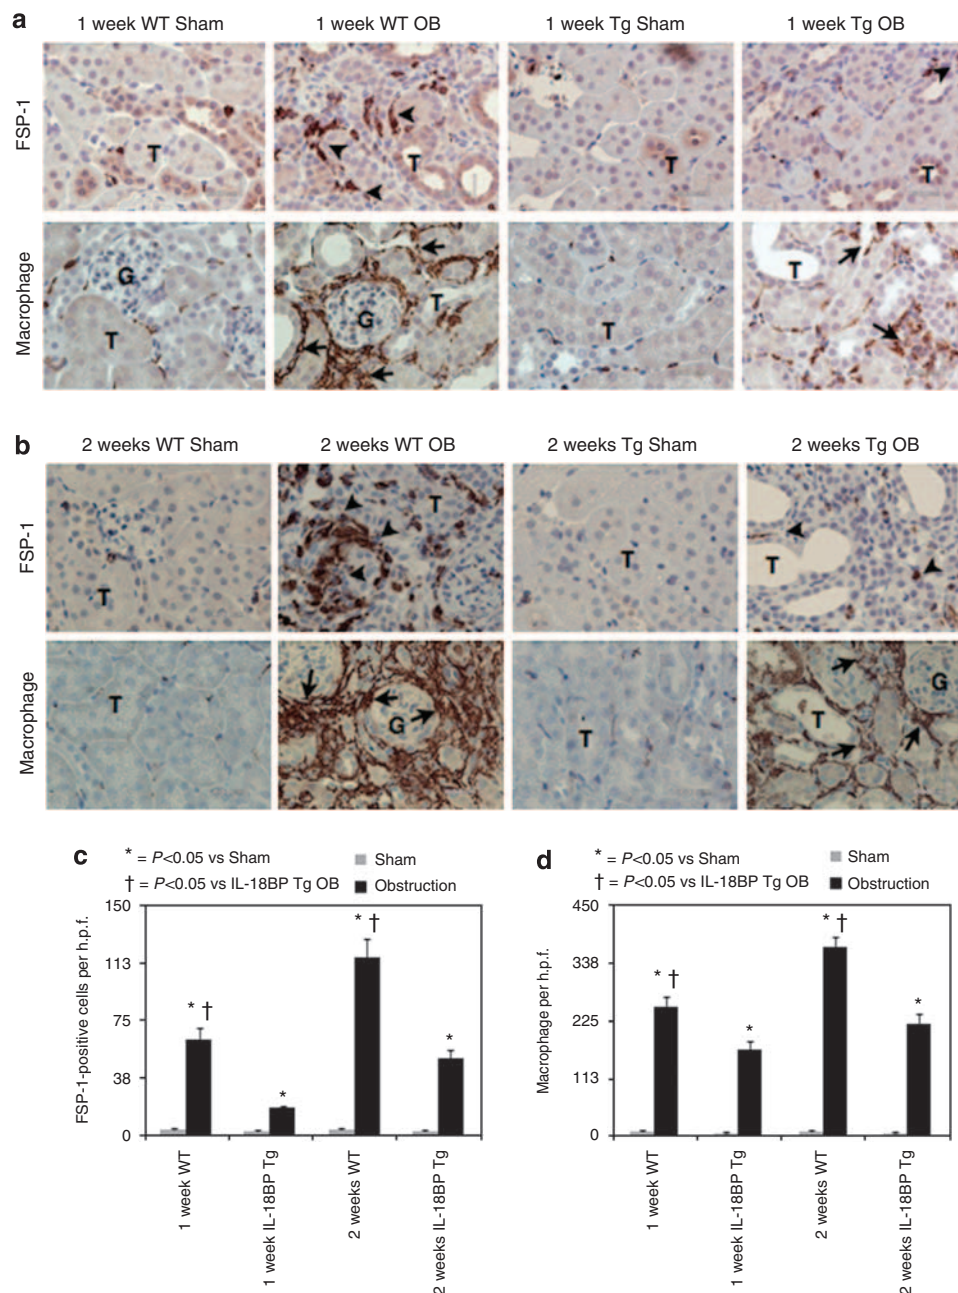 a
1 week WT Sham 1 week WT OB 1 week Tg Sham 1 week Tg OB
FSP-1
T T T T
Macrophage
G T G T T T
b
2 weeks WT Sham 2 weeks WT OB 2 weeks Tg Sham 2 weeks Tg OB
FSP-1
T T T T
Macrophage
T G T T G
c
* = P<0.05 vs Sham
† = P<0.05 vs IL-18BP Tg OB
Sham
Obstruction
FSP-1-positive cells per h.p.f.
150
113
75
38
0
* †
*
* †
*
1 week WT
1 week IL-18BP Tg
2 weeks WT
2 weeks IL-18BP Tg
d
* = P<0.05 vs Sham
† = P<0.05 vs IL-18BP Tg OB
Sham
Obstruction
Macrophage per h.p.f.
450
338
225
113
0
* †
*
* †
*
1 week WT
1 week IL-18BP Tg
2 weeks WT
2 weeks IL-18BP Tg